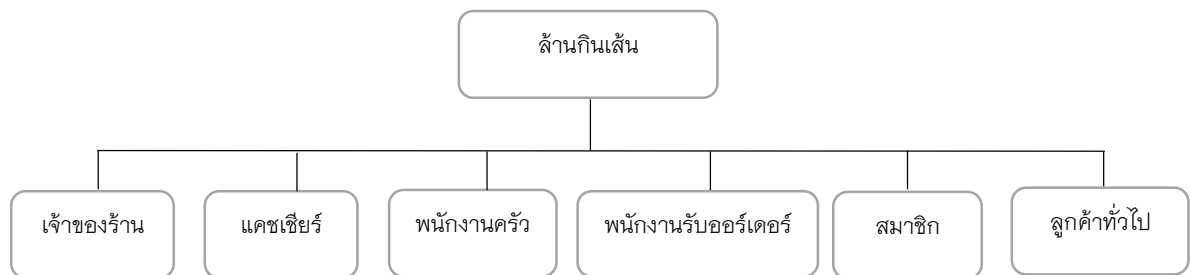 ล้านกินเส้น
เจ้าของร้าน
แคชเชียร์
พนักงานครัว
พนักงานรับออร์เดอร์
สมาชิก
ลูกค้าทั่วไป